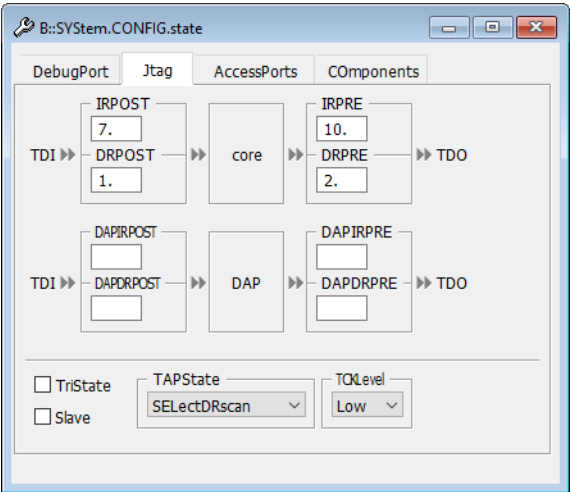 B::SYStem.CONFIG.state
DebugPort Jtag AccessPorts COmponents
IRPOST IRPRE
7. 10.
TDI DRPOST core DRPRE TDO
1. 2.
DAPIRPOST DAPIRPRE
TDI DAPDRPOST DAP DAPDRPRE TDO
TAPState TCKLevel
TriState
SELectDRscan Low
Slave